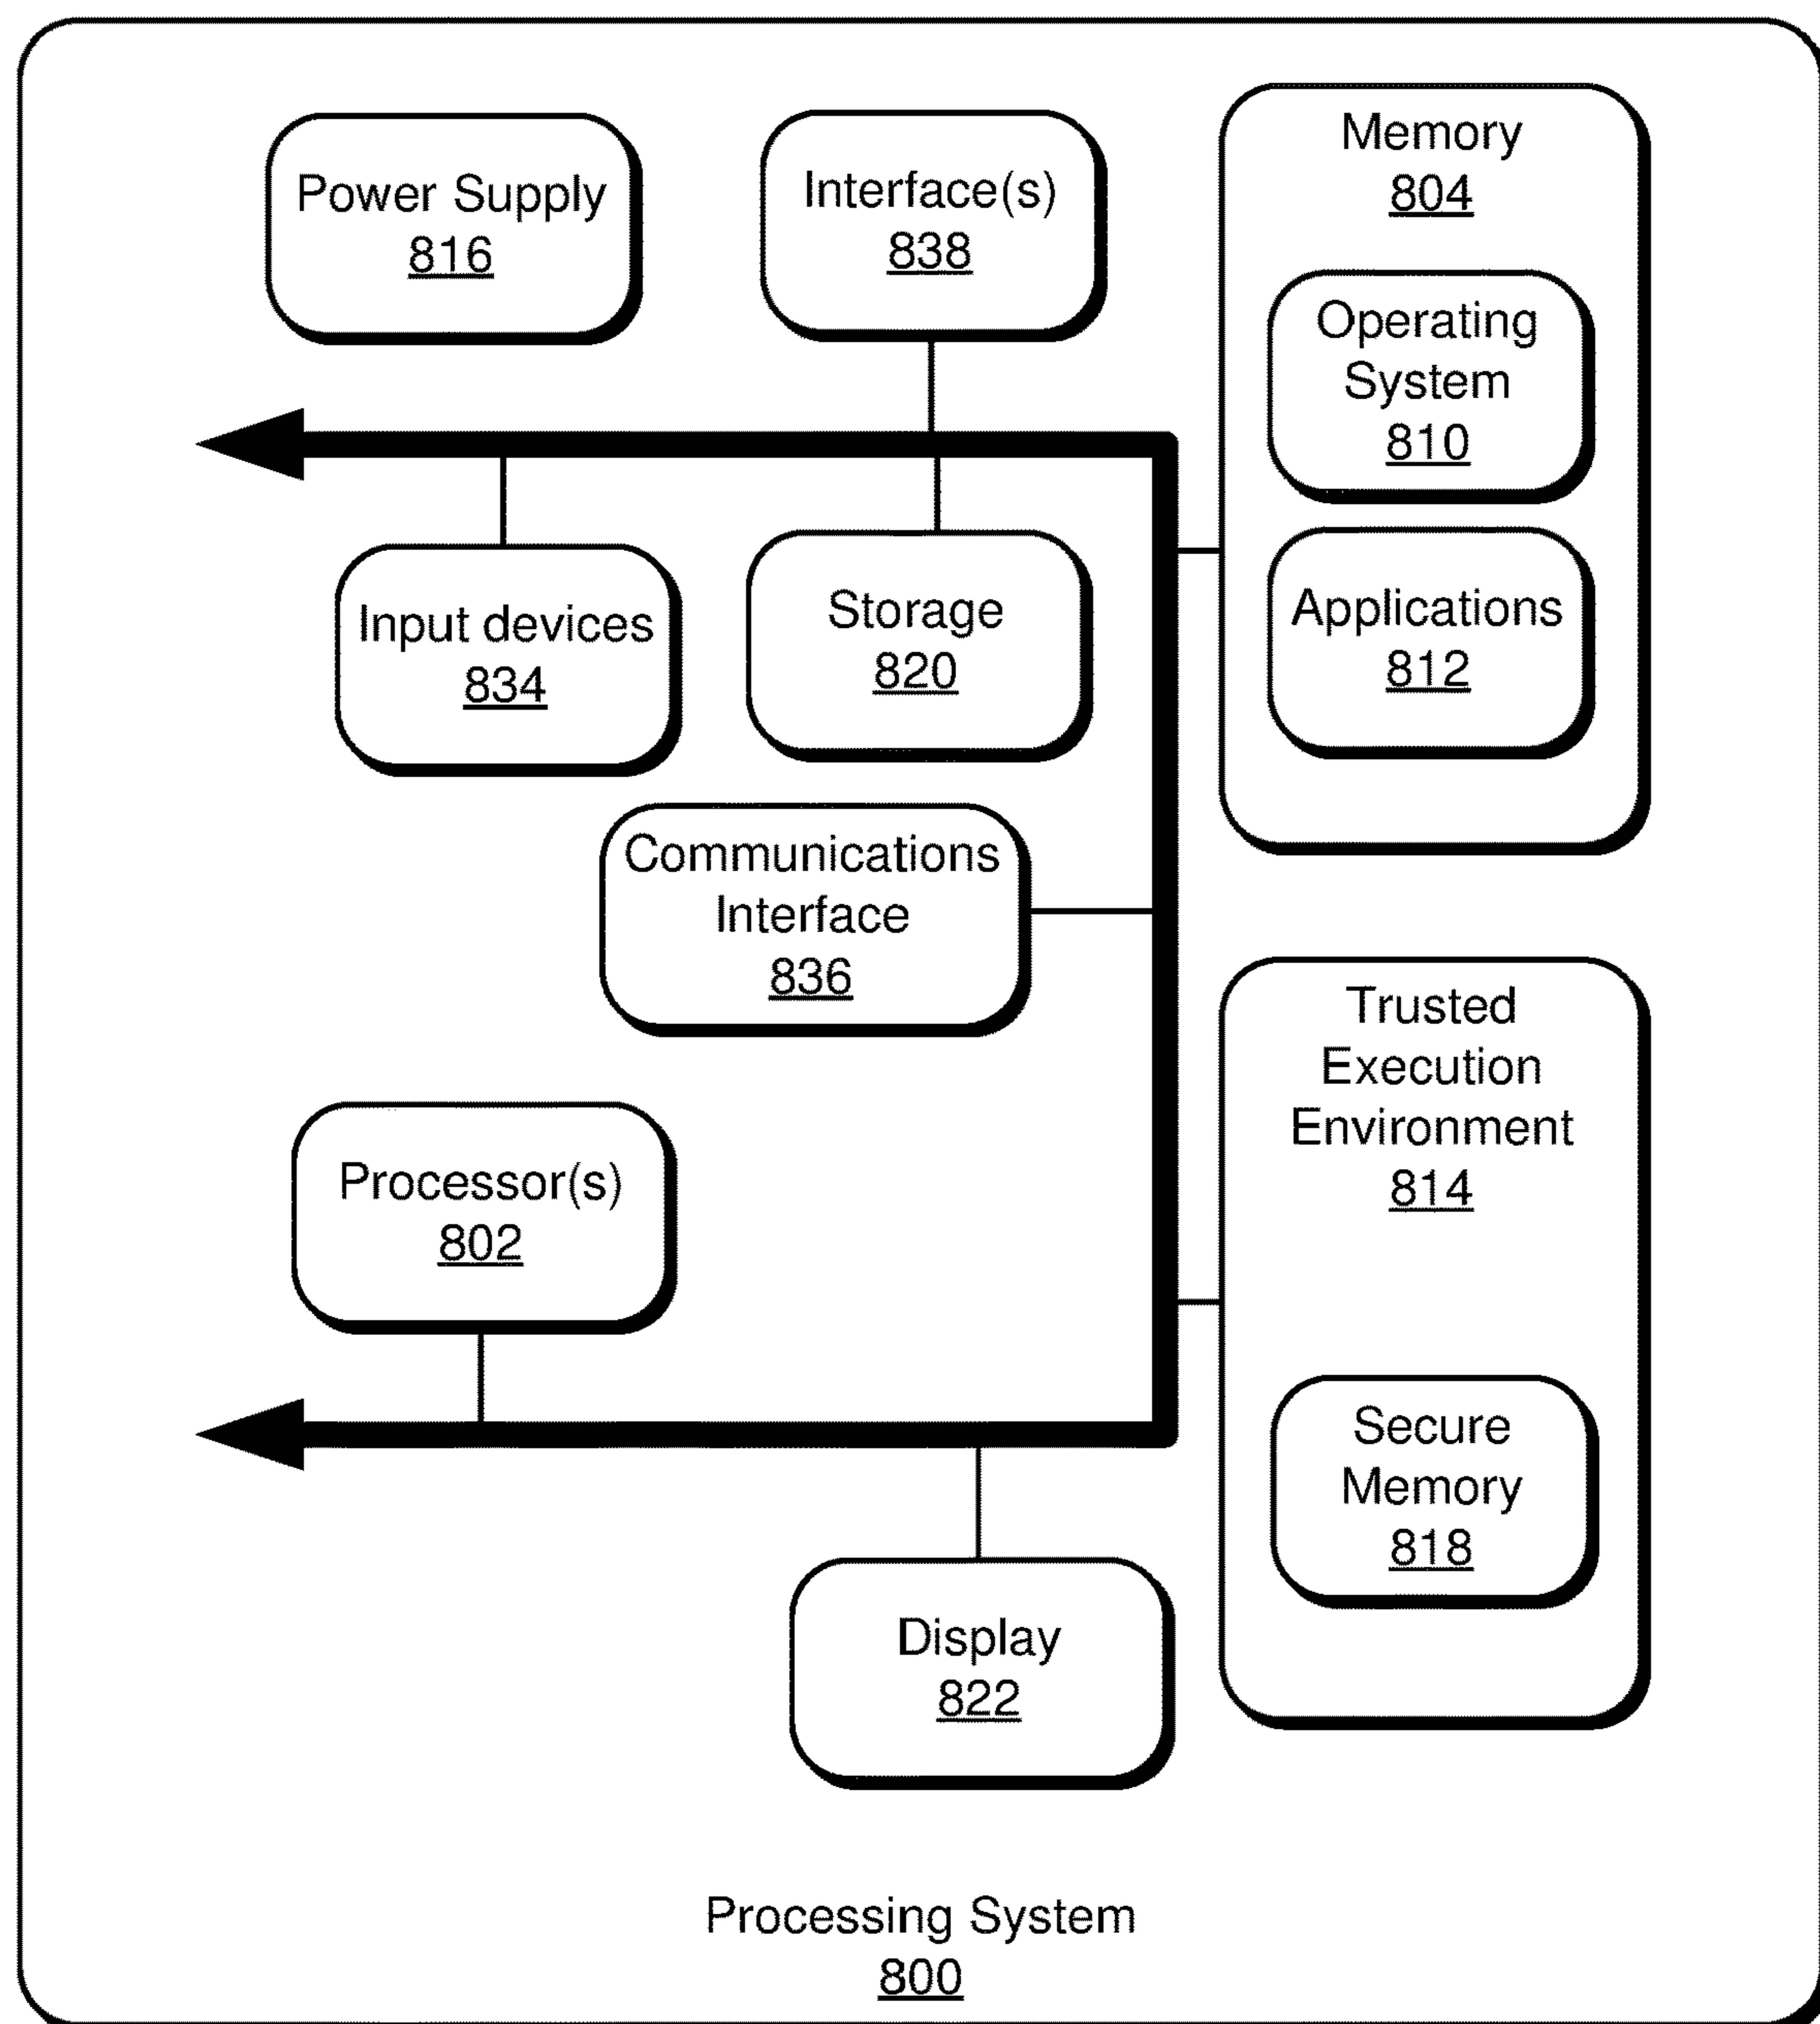 Power Supply
816
Interface(s)
838
Memory
804
Operating
System
810
Applications
812
Input devices
834
Storage
820
Communications
Interface
836
Trusted
Execution
Environment
814
Secure
Memory
818
Processor(s)
802
Display
822
Processing System
800